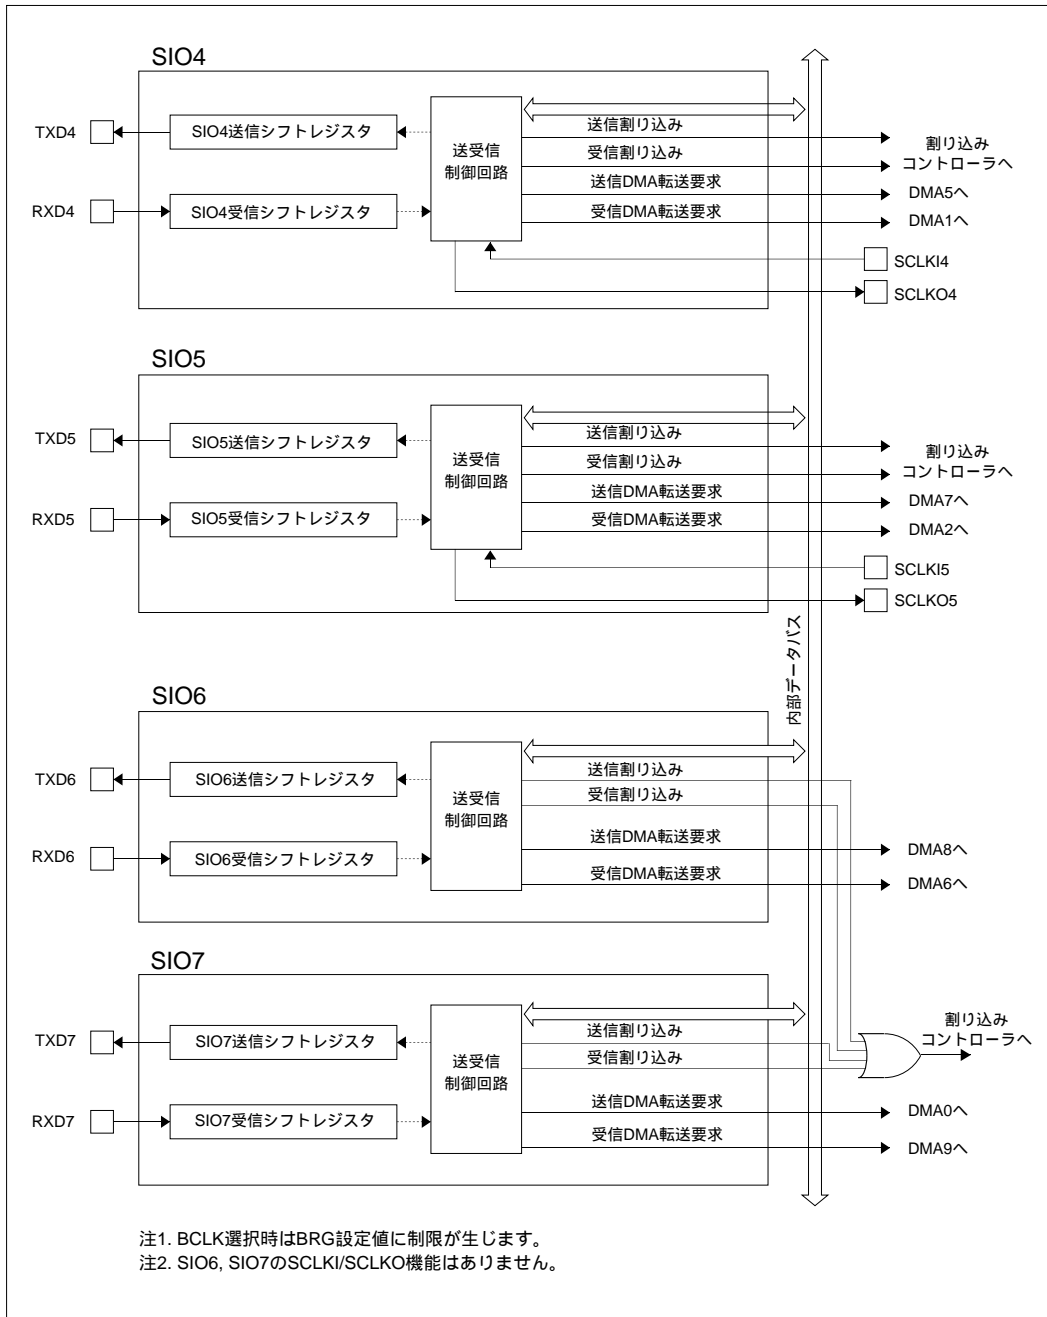 SIO4
TXD4
SIO4送信シフトレジスタ
RXD4
SIO4受信シフトレジスタ
送受信
制御回路
送信割り込み
受信割り込み
送信DMA転送要求
受信DMA転送要求
割り込み
コントローラへ
DMA5へ
DMA1へ
SCLKI4
SCLKO4
SIO5
TXD5
SIO5送信シフトレジスタ
RXD5
SIO5受信シフトレジスタ
送受信
制御回路
送信割り込み
受信割り込み
送信DMA転送要求
受信DMA転送要求
割り込み
コントローラへ
DMA7へ
DMA2へ
SCLKI5
SCLKO5
内部データバス
SIO6
TXD6
SIO6送信シフトレジスタ
RXD6
SIO6受信シフトレジスタ
送受信
制御回路
送信割り込み
受信割り込み
送信DMA転送要求
受信DMA転送要求
DMA8へ
DMA6へ
SIO7
TXD7
SIO7送信シフトレジスタ
RXD7
SIO7受信シフトレジスタ
送受信
制御回路
送信割り込み
受信割り込み
送信DMA転送要求
受信DMA転送要求
割り込み
コントローラへ
DMA0へ
DMA9へ
注1. BCLK選択時はBRG設定値に制限が生じます。
注2. SIO6, SIO7のSCLKI/SCLKO機能はありません。